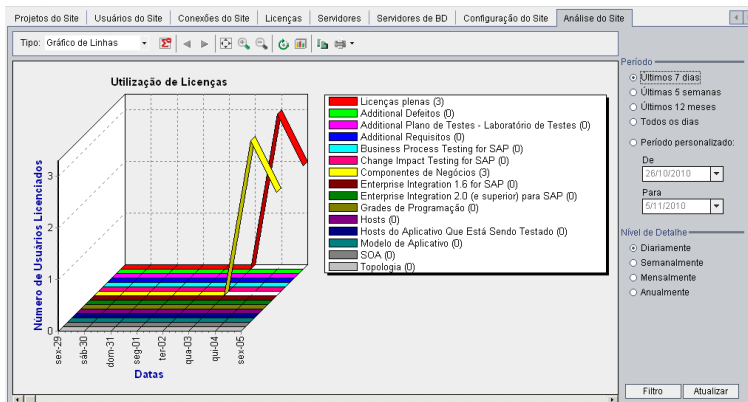 Projetos do Site
Usuários do Site
Conexões do Site
Licenças
Servidores
Servidores de BD
Configuração do Site
Análise do Site
Tipo: Gráfico de Linhas
Utilização de Licenças
Número de Usuários Licenciados
3
2
1
0
sex-29
sáb-30
dom-31
seg-01
ter-02
qua-03
qui-04
sex-05
Datas
Licenças plenas (3)
Additional Defeitos (0)
Additional Plano de Testes - Laboratório de Testes (0)
Additional Requisitos (0)
Business Process Testing for SAP (0)
Change Impact Testing for SAP (0)
Componentes de Negócios (3)
Enterprise Integration 1.6 for SAP (0)
Enterprise Integration 2.0 (e superior) para SAP (0)
Grades de Programação (0)
Hosts (0)
Hosts do Aplicativo Que Está Sendo Testado (0)
Modelo de Aplicativo (0)
SOA (0)
Topologia (0)
Período
Últimos 7 dias
Últimas 5 semanas
Últimos 12 meses
Todos os dias
Período personalizado:
De
26/10/2010
Para
5/11/2010
Nível de Detalhe
Diariamente
Semanalmente
Mensalmente
Anualmente
Filtro
Atualizar